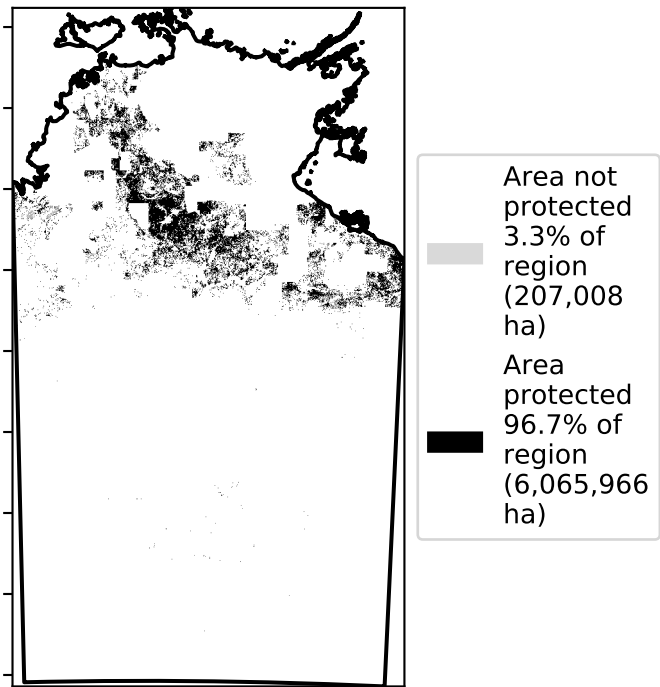 Area not
protected
3.3% of
region
(207,008
ha)
Area
protected
96.7% of
region
(6,065,966
ha)